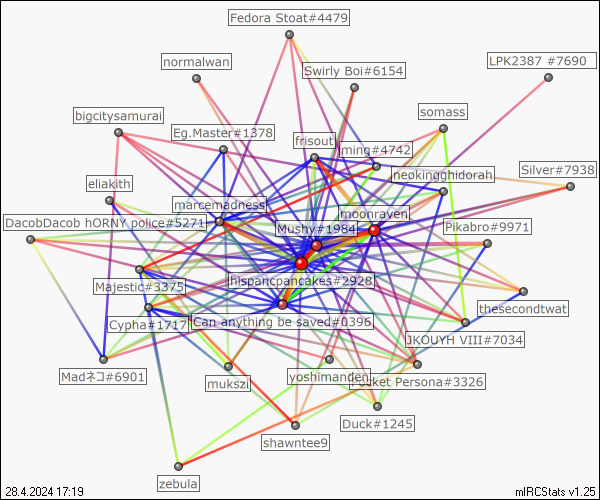 Fedora Stoat#4479
normalwan
LPK2387 #7690
Swirly Boi#6154
bigcitysamurai
somass
Eg.Master#1378
frisout
ming#4742
Silver#7938
neokingghidorah
eliakith
marcemadness
moonraven
DacobDacob hORNY police#5271
Mushy#1984
Pikabro#9971
hispancpancakes#2928
Majestic#3375
thesecondtwat
Cypha#1717
Can anything be saved#0396
JKOUYH VIII#7034
Madネコ#6901
mukszi
yoshimanden
Pocket Persona#3326
Duck#1245
shawntee9
zebula
28.4.2024 17:19
mIRCStats v1.25